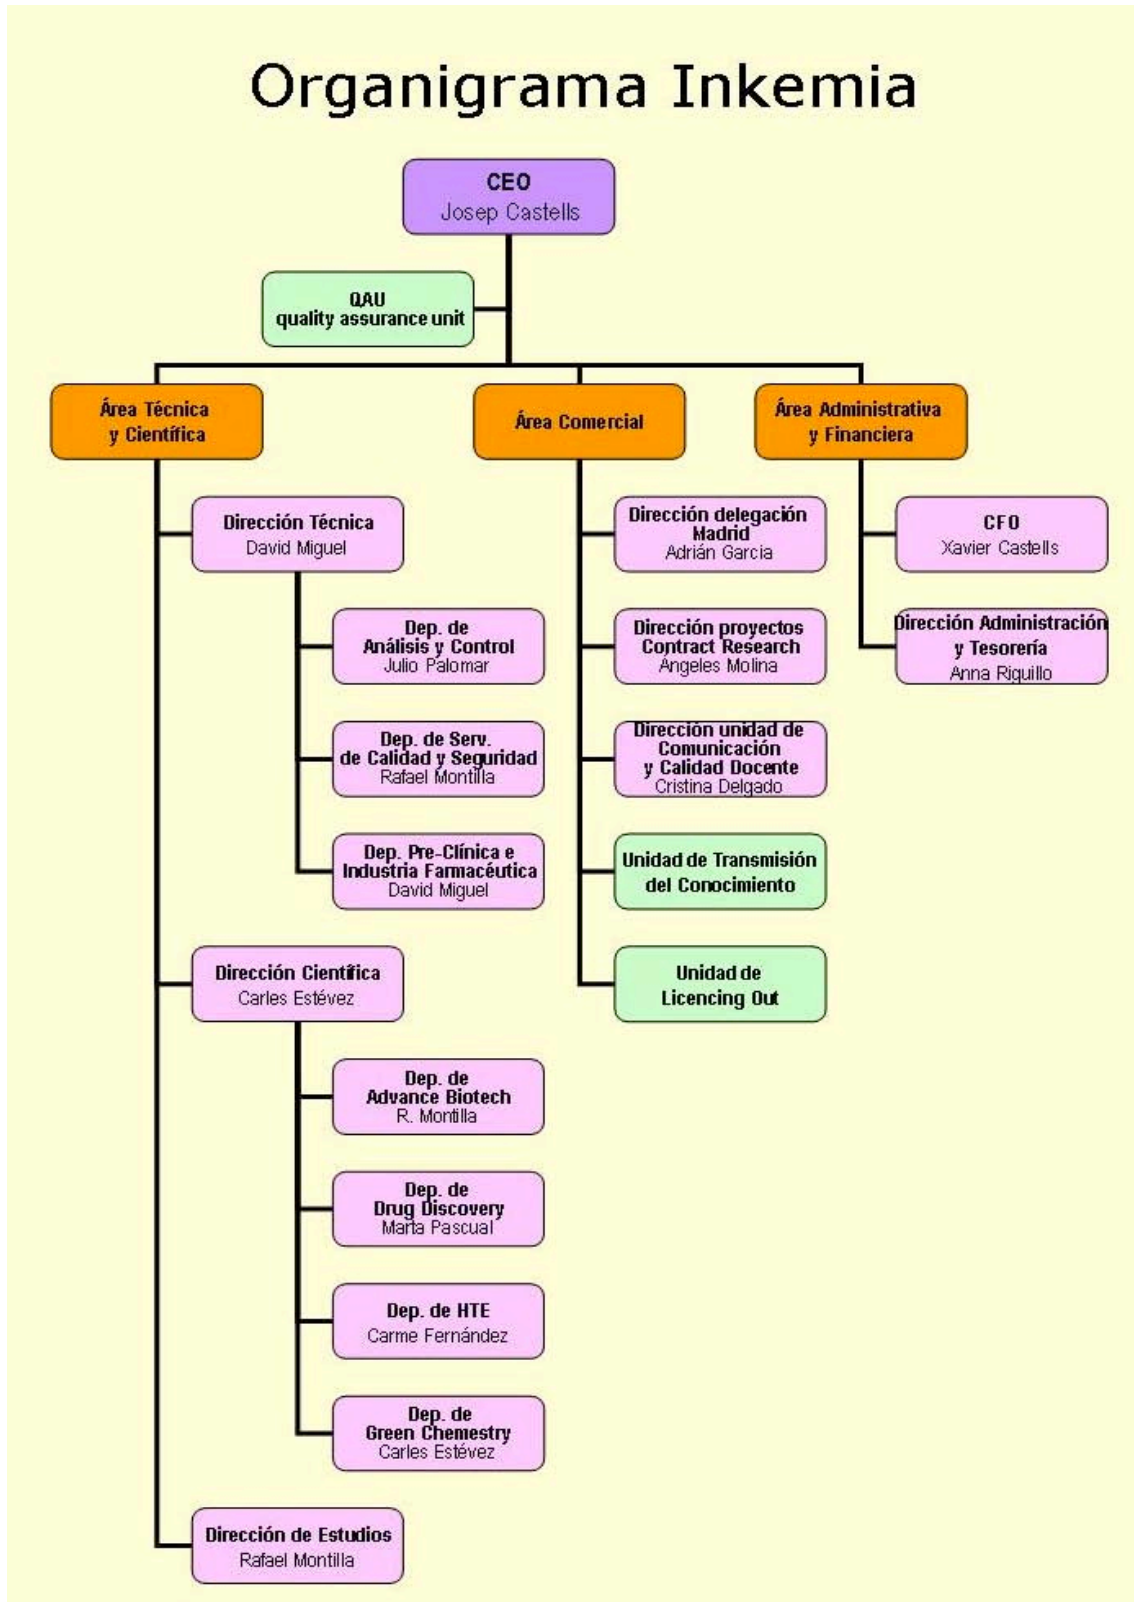 Organigrama Inkemia
CEO
Josep Castells
QAU
quality assurance unit
Área Técnica
y Científica
Dirección Técnica
David Miguel
Dep. de
Análisis y Control
Julio Palomar
Dep. de Serv.
de Calidad y Seguridad
Rafael Montilla
Dep. Pre-Clínica e
Industria Farmacéutica
David Miguel
Dirección Científica
Carles Estévez
Dep. de
Advance Biotech
R. Montilla
Dep. de
Drug Discovery
Marta Pascual
Dep. de HTE
Carme Fernández
Dep. de
Green Chemestry
Carles Estévez
Dirección de Estudios
Rafael Montilla
Área Comercial
Dirección delegación
Madrid
Adrián Garcia
Dirección proyectos
Contract Research
Angeles Molina
Dirección unidad de
Comunicación
y Calidad Docente
Cristina Delgado
Unidad de Transmisión
del Conocimiento
Unidad de
Licencing Out
Área Administrativa
y Financiera
CFO
Xavier Castells
Dirección Administración
y Tesorería
Anna Riquillo